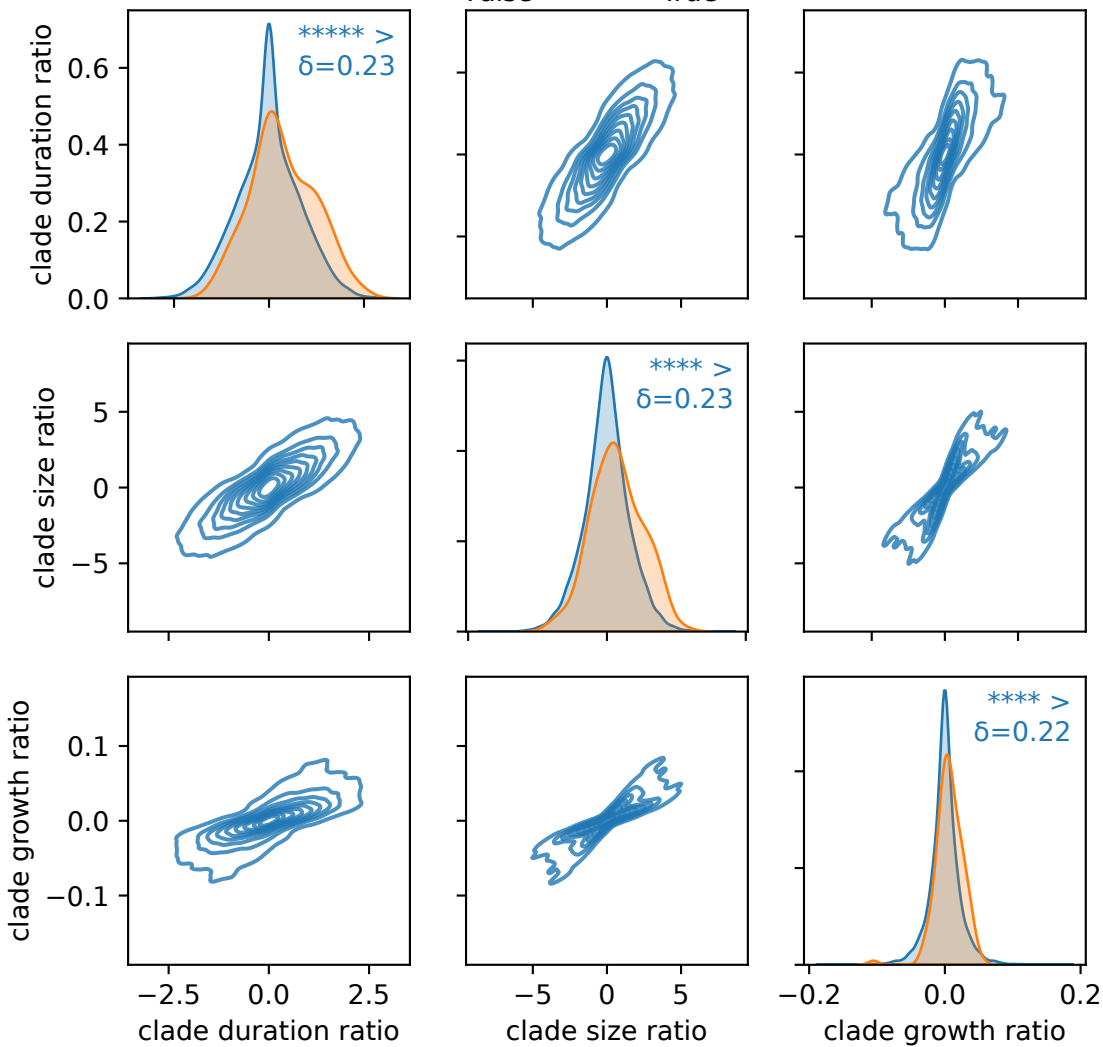 ***** >
δ=0.23
clade duration ratio
0.6
0.4
0.2
0.0
**** >
δ=0.23
clade size ratio
5
0
−5
**** >
δ=0.22
clade growth ratio
0.1
0.0
−0.1
−2.5 0.0 2.5
−5 0 5
−0.2 0.0 0.2
clade duration ratio
clade size ratio
clade growth ratio